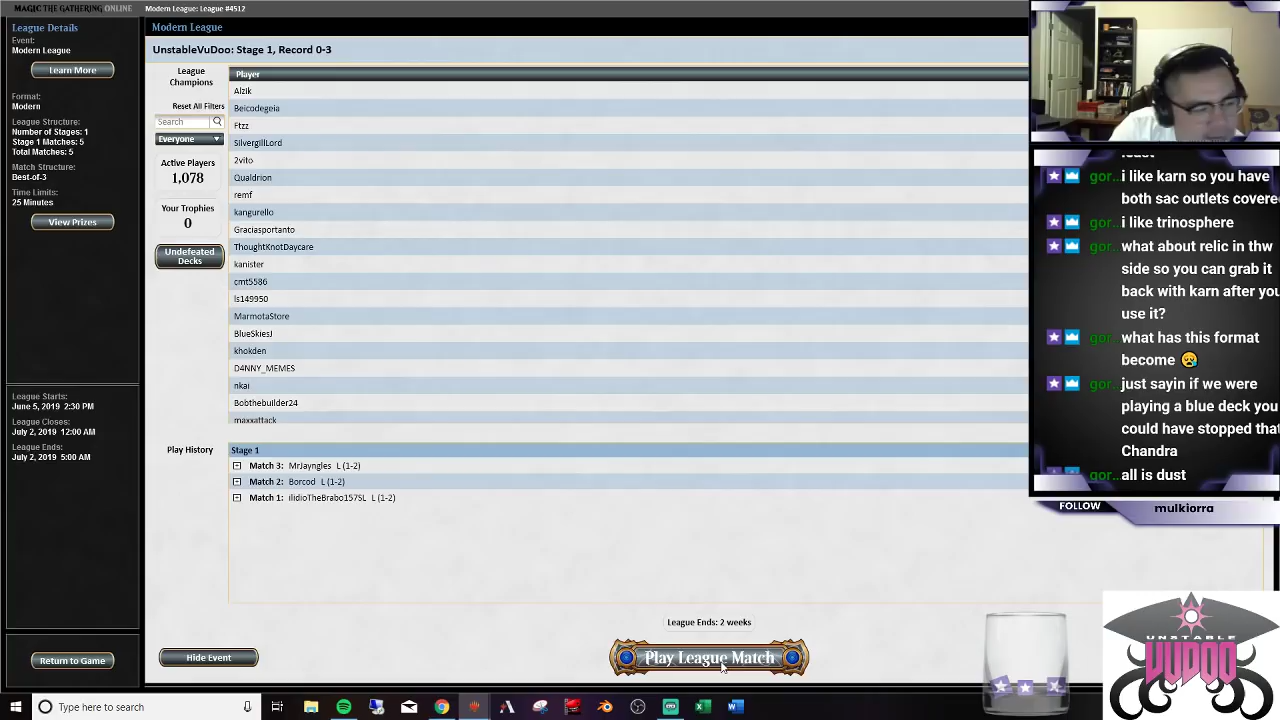 MAGIC THE GATHERING ONLINE
Modern League: League #4512
League Details
Event:
Modern League
Learn More
Format:
Modern
League Structure:
Number of Stages: 1
Stage 1 Matches: 5
Total Matches: 5
Match Structure:
Best-of-3
Time Limits:
25 Minutes
View Prizes
League Starts:
June 5, 2019 2:30 PM
League Closes:
July 2, 2019 12:00 AM
League Ends:
July 2, 2019 5:00 AM
Return to Game
Modern League
UnstableVuDoo: Stage 1, Record 0-3
League
Champions
Reset All Filters
Search
Everyone
Active Players
1,078
Your Trophies
0
Undefeated
Decks
Player
Alzik
Beicodegeia
Ftzz
SilvergillLord
2vito
Qualdrion
remf
kangurello
Graciasportanto
ThoughtKnotDaycare
kanister
cmt5586
ls149950
MarmotaStore
BlueSkiesJ
khokden
D4NNY_MEMES
nkai
Bobthebuilder24
maxxattack
Play History
Stage 1
Match 3: MrJayngles L (1-2)
Match 2: Borcod L (1-2)
Match 1: ilidioTheBrabo157SL L (1-2)
League Ends: 2 weeks
Hide Event
Play League Match
gor... i like karn so you have
both sac outlets covere
gor... i like trinosphere
gor... what about relic in thw
side so you can grab it
back with karn after you
use it?
gor... what has this format
become 😥
gor... just sayin if we were
playing a blue deck you
could have stopped that
Chandra
gor... all is dust
FOLLOW mulkiorra
UNSTABLE
VUDOO
Type here to search